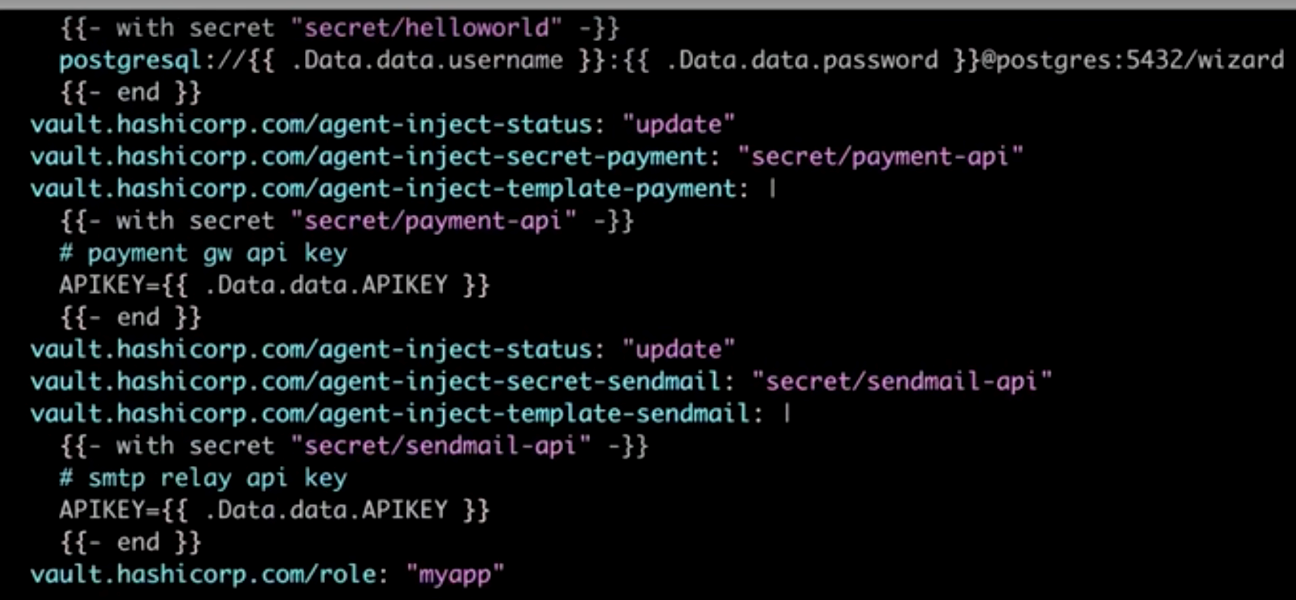 {{- with secret "secret/helloworld" -}}
postgresql://{{ .Data.data.username }}:{{ .Data.data.password }}@postgres:5432/wizard
{{- end }}
vault.hashicorp.com/agent-inject-status: "update"
vault.hashicorp.com/agent-inject-secret-payment: "secret/payment-api"
vault.hashicorp.com/agent-inject-template-payment: |
{{- with secret "secret/payment-api" -}}
# payment gw api key
APIKEY={{ .Data.data.APIKEY }}
{{- end }}
vault.hashicorp.com/agent-inject-status: "update"
vault.hashicorp.com/agent-inject-secret-sendmail: "secret/sendmail-api"
vault.hashicorp.com/agent-inject-template-sendmail: |
{{- with secret "secret/sendmail-api" -}}
# smtp relay api key
APIKEY={{ .Data.data.APIKEY }}
{{- end }}
vault.hashicorp.com/role: "myapp"